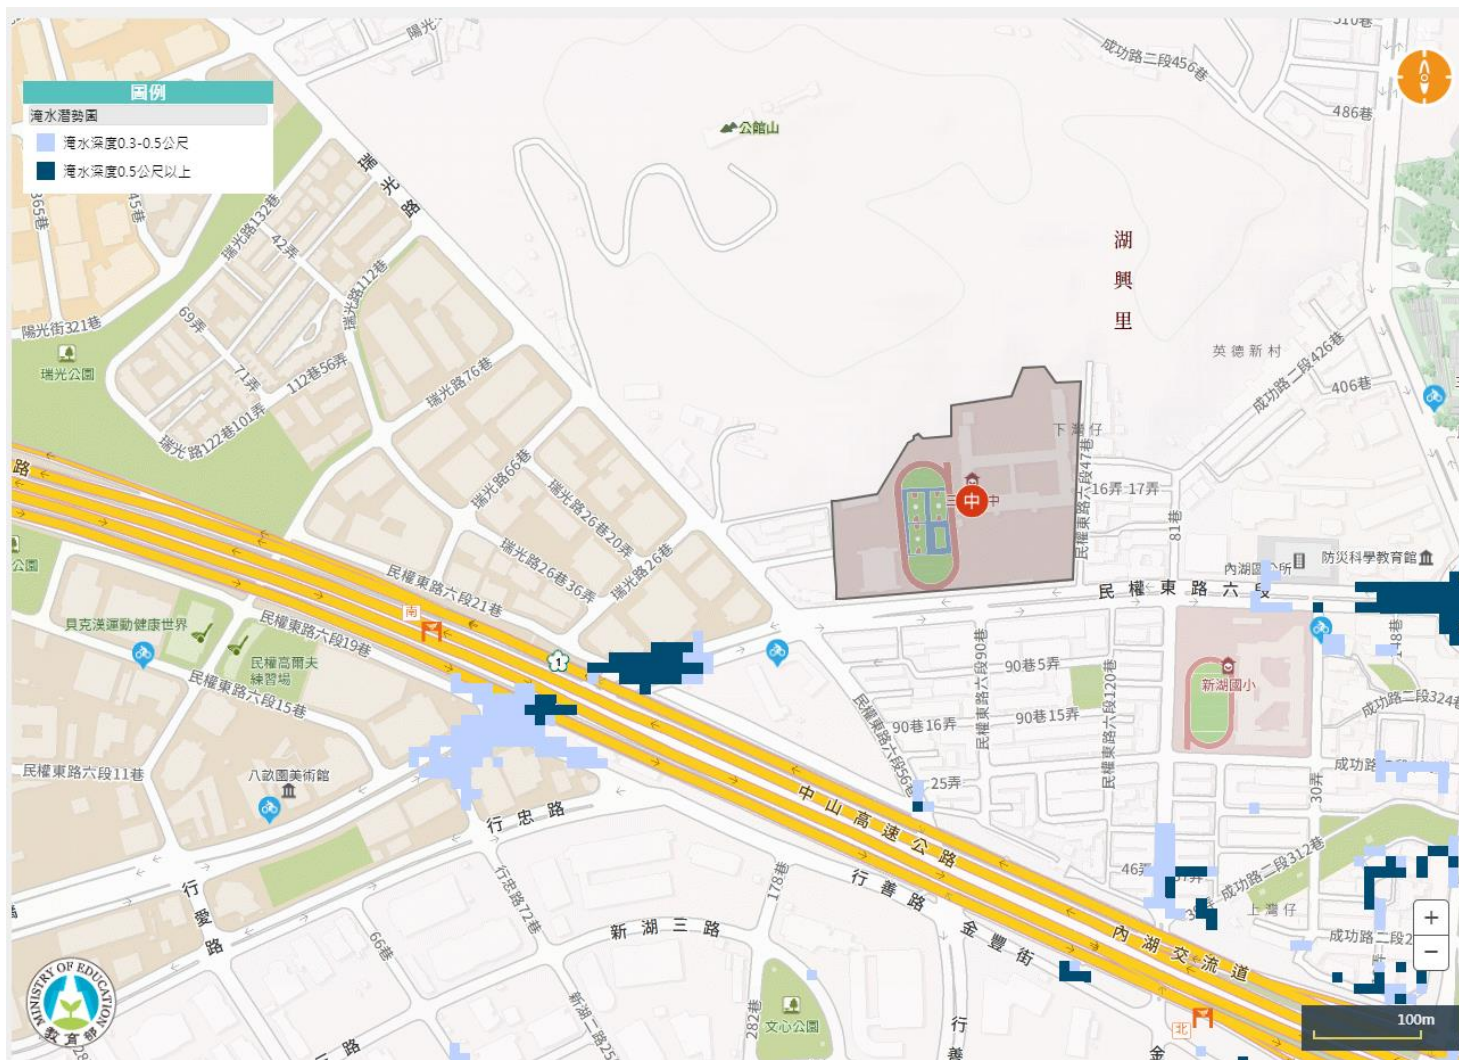 圖例
淹水潛勢圖
淹水深度0.3-0.5公尺
淹水深度0.5公尺以上
成功路二段456巷
486巷
公館山
瑞光路
365巷
瑞光路132巷
42弄
瑞光路112巷
湖興里
陽光街321巷
69弄
瑞光公園
71弄
112巷56弄
瑞光路76巷
英德新村
成功路二段426巷
406巷
瑞光路122巷101弄
下灣仔
路
瑞光路66巷
民權東路六段47巷
16弄
17弄
中
中
瑞光路26巷20弄
81巷
公園
瑞光路26巷36弄
瑞光路26巷
防災科學教育館
民權東路六段21巷
民權東路六段
南
貝克漢運動健康世界
民權東路六段19巷
148巷
1
民權高爾夫
練習場
90巷5弄
民權東路六段90巷
新湖國小
民權東路六段15巷
民權東路六段120巷
成功路二段324巷
90巷16弄
90巷15弄
民權東路六段56巷
民權東路六段11巷
八畝園美術館
25弄
30弄
中山高速公路
行忠路
成功路二段312巷
46弄
行善路
178巷
行愛路
行忠路72巷
上灣仔
新湖三路
金豐街
內湖交流道
66巷
282巷
文心公園
北
行善
金
100m
+
−
MINISTRY OF EDUCATION
教育部